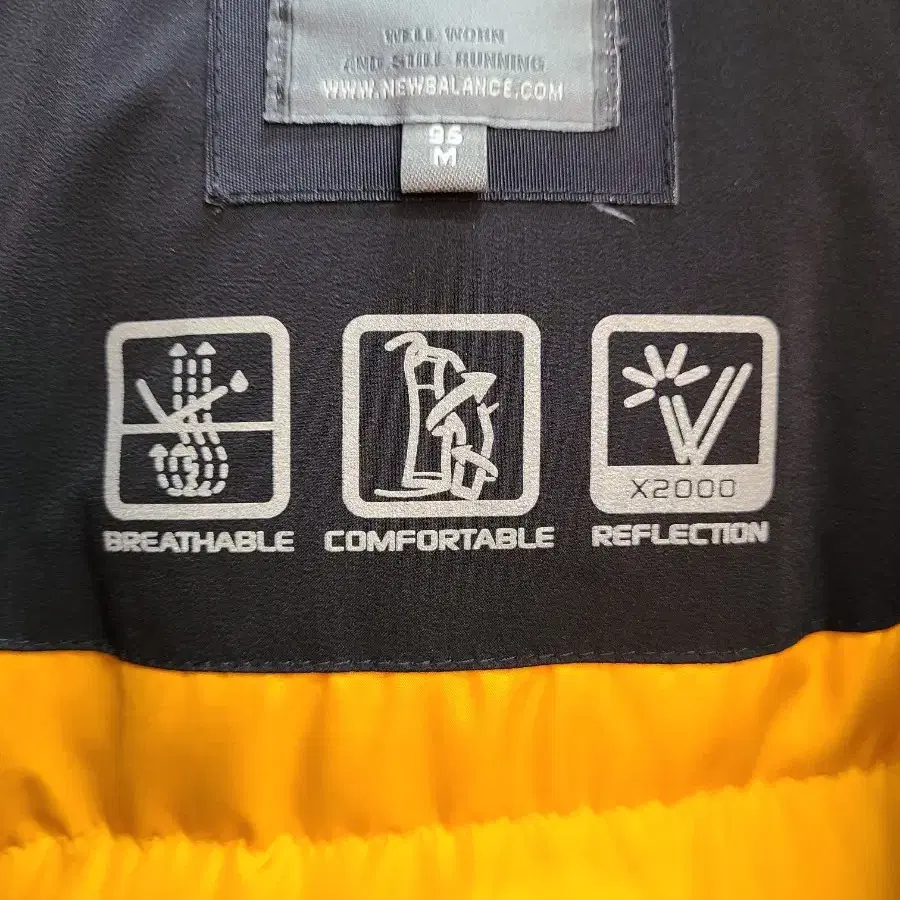 WELL WORN
AND STILL RUNNING
WWW.NEWBALANCE.COM
95
M
X2000
BREATHABLE
COMFORTABLE
REFLECTION